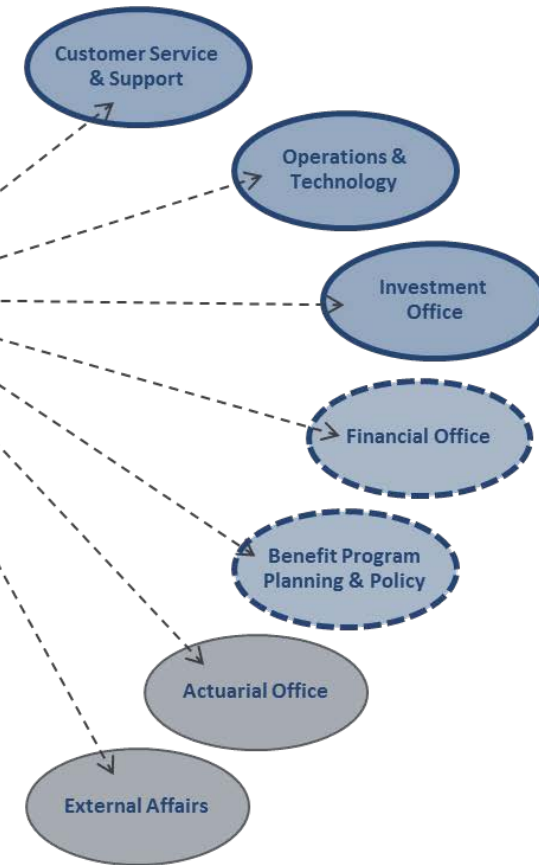 Customer Service
& Support
Operations &
Technology
Investment
Office
Financial Office
Benefit Program
Planning & Policy
Actuarial Office
External Affairs